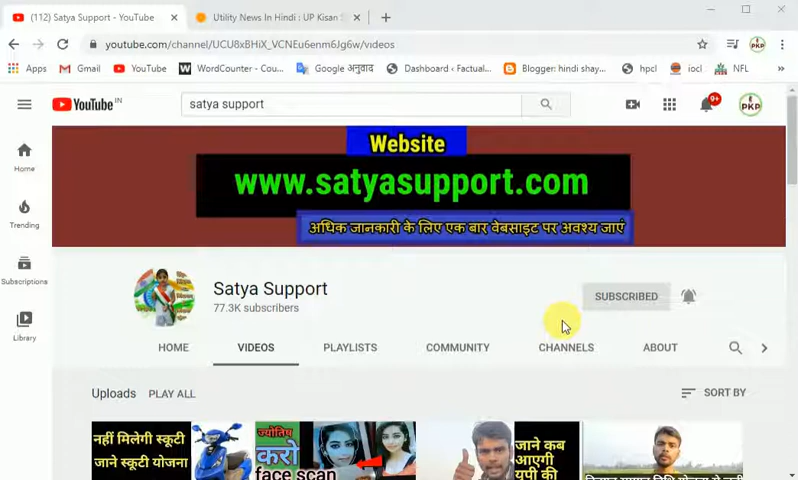 (112) Satya Support - YouTube
Utility News In Hindi : UP Kisan S
youtube.com/channel/UCU8xBHiX_VCNEu6enm6Jg6w/videos
Apps Gmail YouTube WordCounter - Cou... Google अनुवाद Dashboard ‹ Factual... Blogger: hindi shay... hpcl iocl NFL
YouTube IN
satya support
9+
PKP
Website
www.satyasupport.com
अधिक जानकारी के लिए एक बार वेबसाइट पर अवश्य जाएं
Home
Trending
Subscriptions
Library
Satya Support
77.3K subscribers
SUBSCRIBED
HOME VIDEOS PLAYLISTS COMMUNITY CHANNELS ABOUT
Uploads PLAY ALL
SORT BY
नहीं मिलेगी स्कूटी
जाने स्कूटी योजना
ज्योतिष
करो
face scan
जाने कब
आएगी
यूपी की